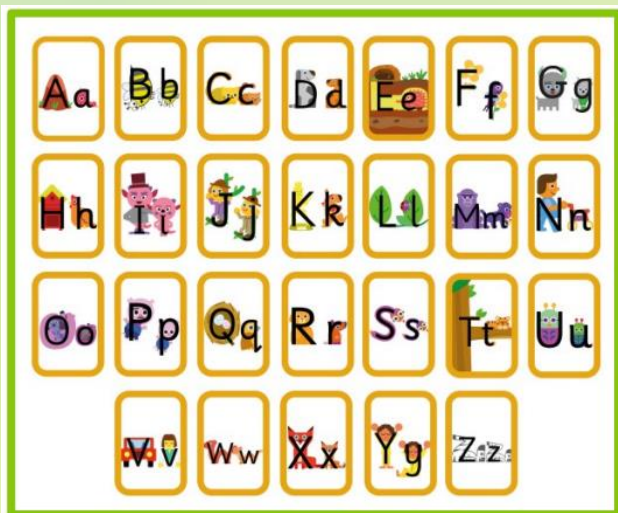 Aa Bb Cc Dd Ee Ff Gg
Hh Ii Jj Kk Ll Mm Nn
Oo Pp Qq Rr Ss Tt Uu
Vv Ww Xx Yy Zz